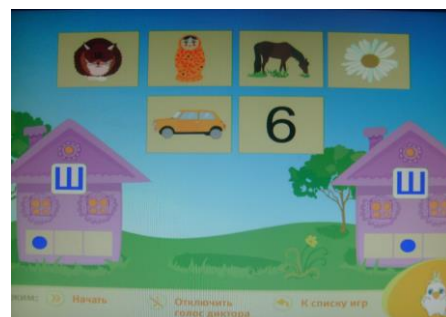 6
Ш
Ш
Начать
Отключить
голос диктора
К списку игр